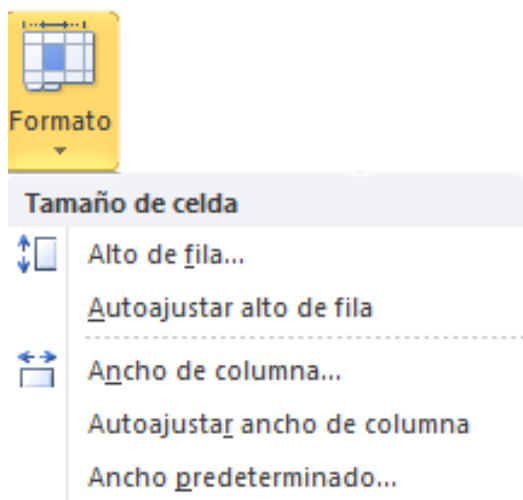 Formato
Tamaño de celda
Alto de fila...
Autoajustar alto de fila
Ancho de columna...
Autoajustar ancho de columna
Ancho predeterminado...